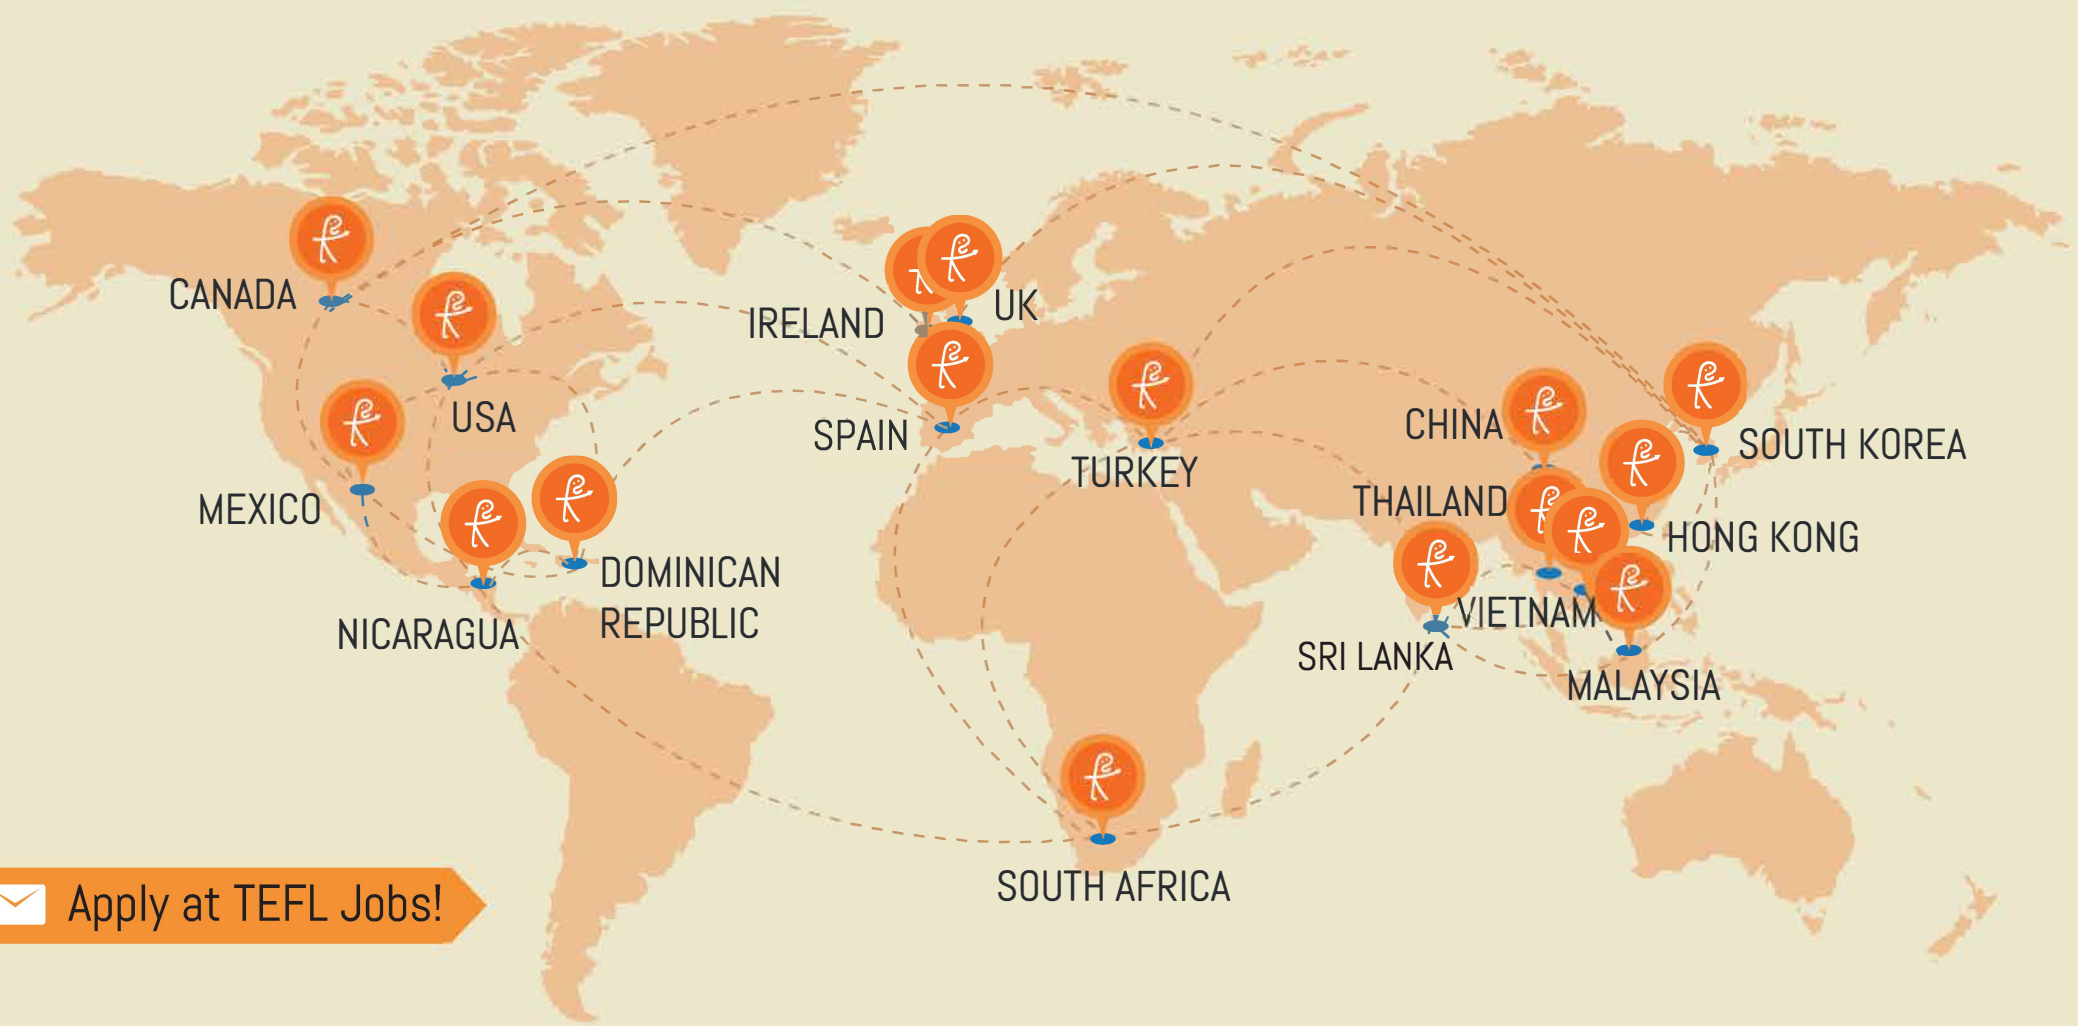 CANADA
UK
IRELAND
USA
CHINA
SPAIN
SOUTH KOREA
TURKEY
MEXICO
THAILAND
HONG KONG
DOMINICAN
REPUBLIC
NICARAGUA
VIETNAM
SRI LANKA
MALAYSIA
SOUTH AFRICA
Apply at TEFL Jobs!